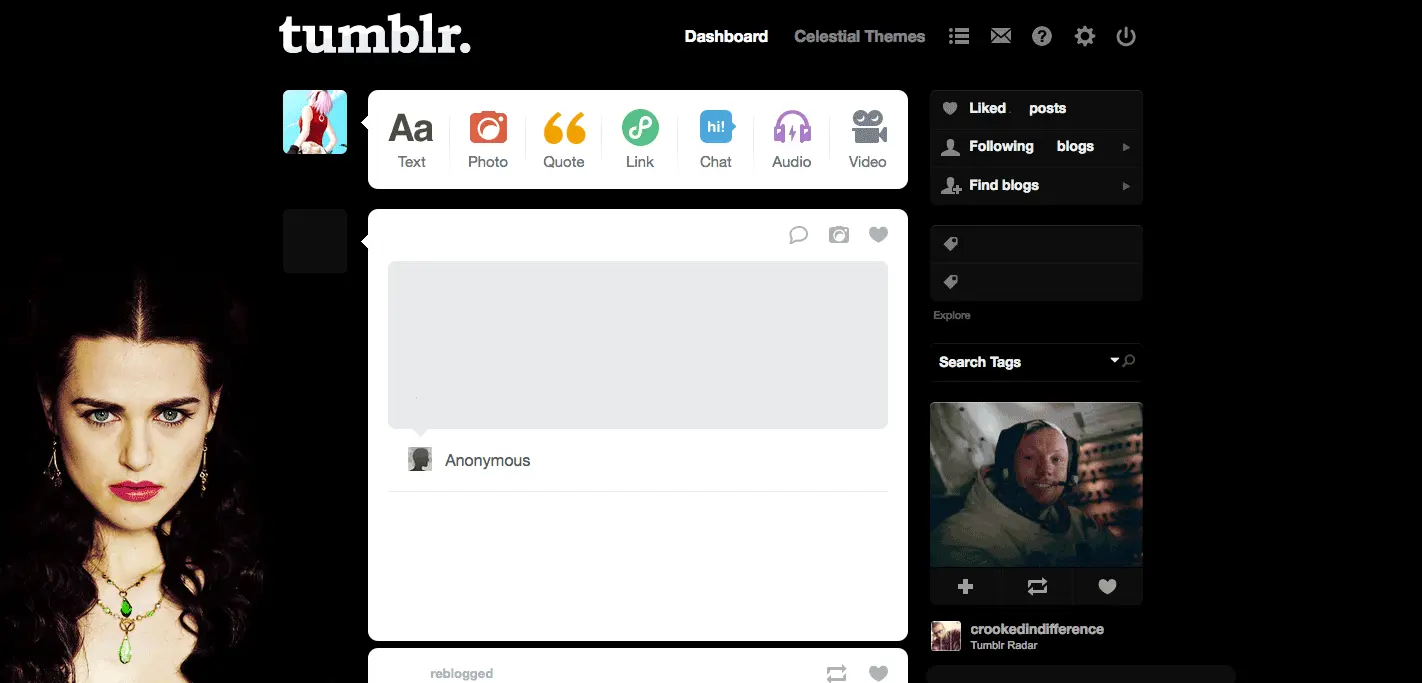 tumblr.
Dashboard Celestial Themes
Aa
hi!
Text Photo Quote Link Chat Audio Video
Liked posts
Following blogs
Find blogs
Explore
Search Tags
Anonymous
crookedindifference
Tumblr Radar
reblogged